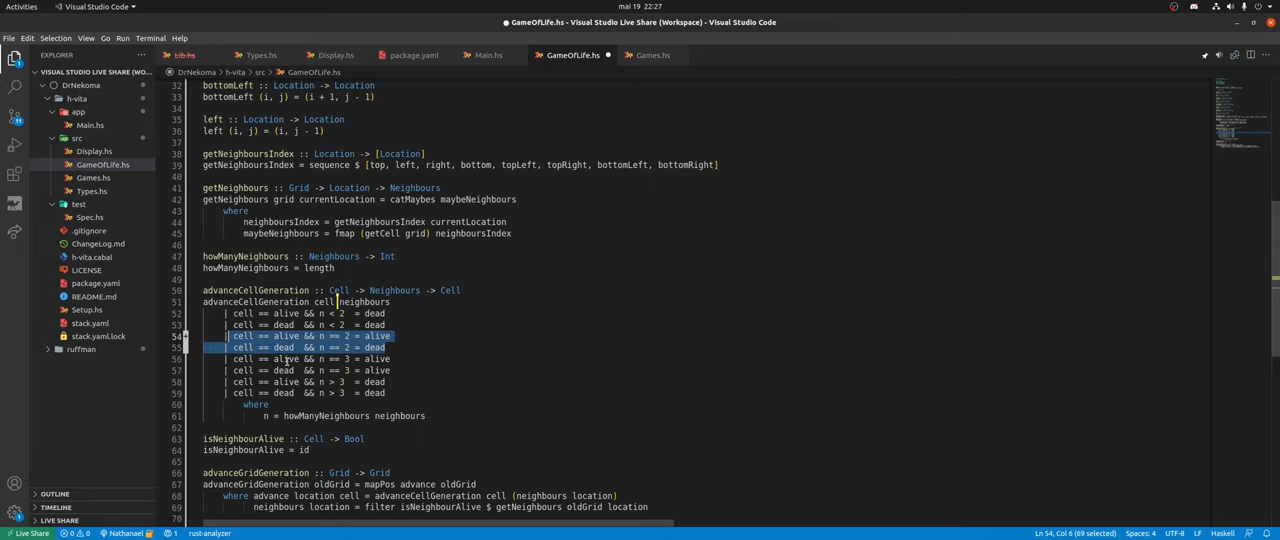 Activities
Visual Studio Code
mai 19 22:27
GameOfLife.hs - Visual Studio Live Share (Workspace) - Visual Studio Code
File Edit Selection View Go Run Terminal Help
EXPLORER
Lib.hs
Types.hs
Display.hs
package.yaml
Main.hs
GameOfLife.hs
Games.hs
VISUAL STUDIO LIVE SHARE (WO...
DrNekoma > h-vita > src > GameOfLife.hs
DrNekoma
h-vita
app
Main.hs
src
Display.hs
GameOfLife.hs
Games.hs
Types.hs
test
Spec.hs
.gitignore
ChangeLog.md
h-vita.cabal
LICENSE
package.yaml
README.md
Setup.hs
stack.yaml
stack.yaml.lock
ruffman
OUTLINE
TIMELINE
LIVE SHARE
32 bottomLeft :: Location -> Location
33 bottomLeft (i, j) = (i + 1, j - 1)
34
35 left :: Location -> Location
36 left (i, j) = (i, j - 1)
37
38 getNeighboursIndex :: Location -> [Location]
39 getNeighboursIndex = sequence $ [top, left, right, bottom, topLeft, topRight, bottomLeft, bottomRight]
40
41 getNeighbours :: Grid -> Location -> Neighbours
42 getNeighbours grid currentLocation = catMaybes maybeNeighbours
43 where
44 neighboursIndex = getNeighboursIndex currentLocation
45 maybeNeighbours = fmap (getCell grid) neighboursIndex
46
47 howManyNeighbours :: Neighbours -> Int
48 howManyNeighbours = length
49
50 advanceCellGeneration :: Cell -> Neighbours -> Cell
51 advanceCellGeneration cell neighbours
52 | cell == alive && n < 2 = dead
53 | cell == dead && n < 2 = dead
54 | cell == alive && n == 2 = alive
55 | cell == dead && n == 2 = dead
56 | cell == alive && n == 3 = alive
57 | cell == dead && n == 3 = alive
58 | cell == alive && n > 3 = dead
59 | cell == dead && n > 3 = dead
60 where
61 n = howManyNeighbours neighbours
62
63 isNeighbourAlive :: Cell -> Bool
64 isNeighbourAlive = id
65
66 advanceGridGeneration :: Grid -> Grid
67 advanceGridGeneration oldGrid = mapPos advance oldGrid
68 where advance location cell = advanceCellGeneration cell (neighbours location)
69 neighbours location = filter isNeighbourAlive $ getNeighbours oldGrid location
70
Live Share
0 0
Nathanael
1
rust-analyzer
Ln 54, Col 6 (69 selected)
Spaces: 4
UTF-8
LF
Haskell